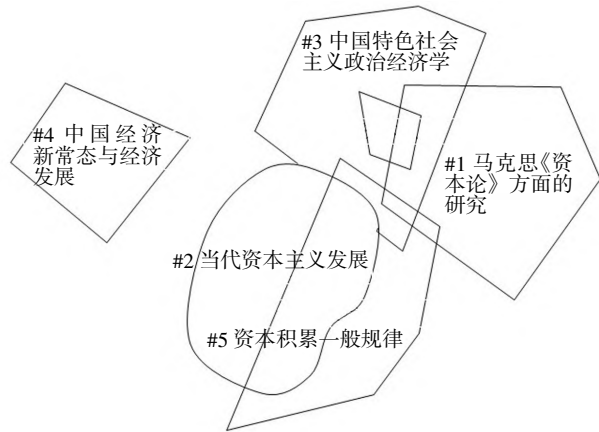 #3 中国特色社会
主义政治经济学
#4 中国经济
新常态与经济
发展
#1 马克思《资
本论》方面的
研究
#2 当代资本主义发展
#5 资本积累一般规律